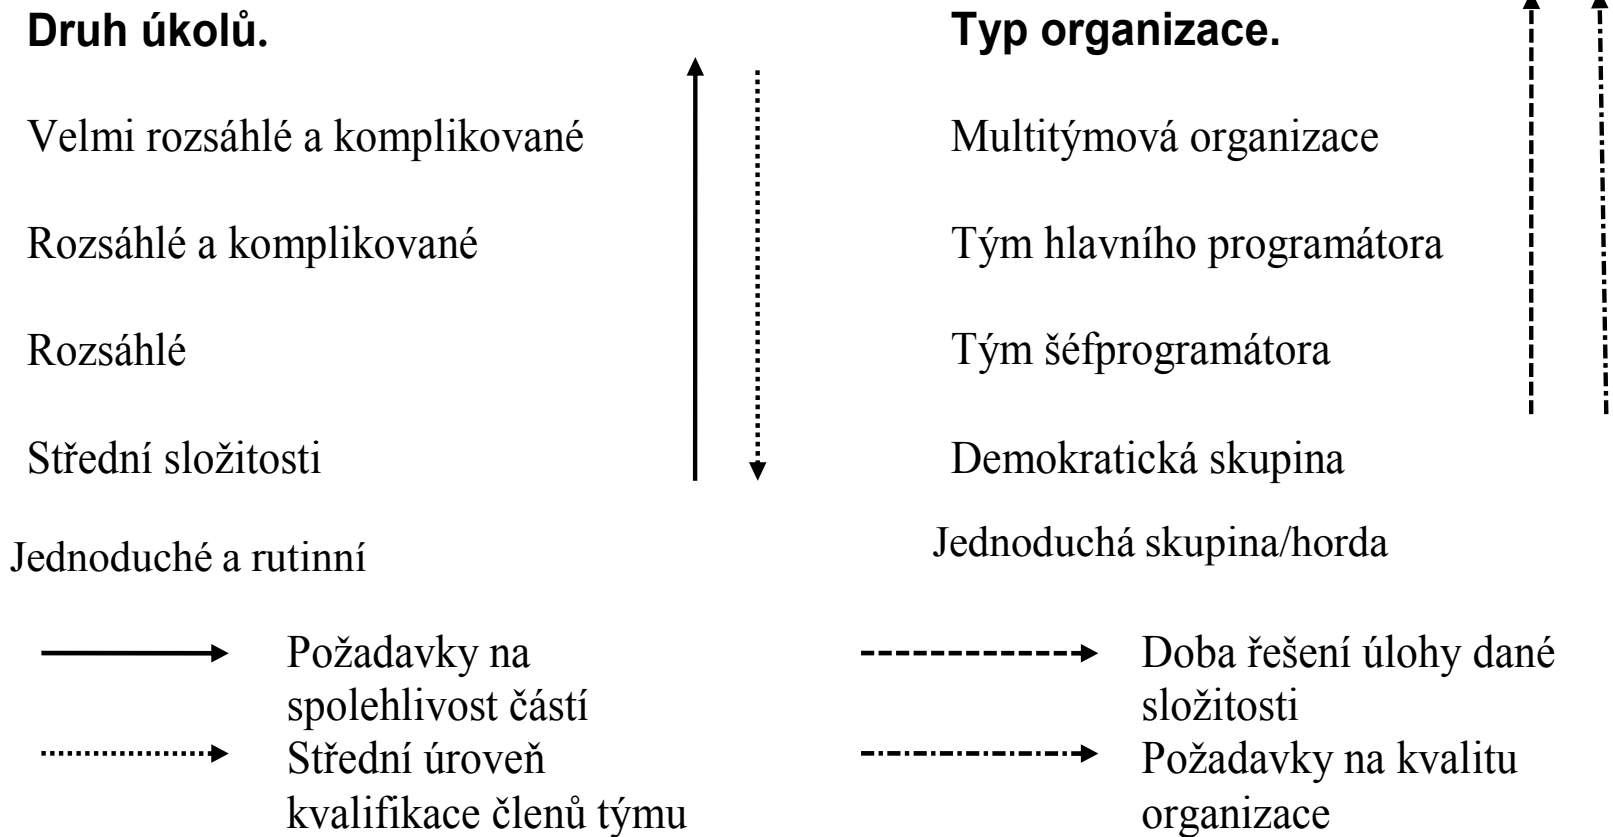 Druh úkolů.
Velmi rozsáhlé a komplikované
Rozsáhlé a komplikované
Rozsáhlé
Střední složitosti
Jednoduché a rutinní
Typ organizace.
Multitýmová organizace
Tým hlavního programátora
Tým šéfprogramátora
Demokratická skupina
Jednoduchá skupina/horda
Požadavky na
spolehlivost částí
Střední úroveň
kvalifikace členů týmu
Doba řešení úlohy dané
složitosti
Požadavky na kvalitu
organizace